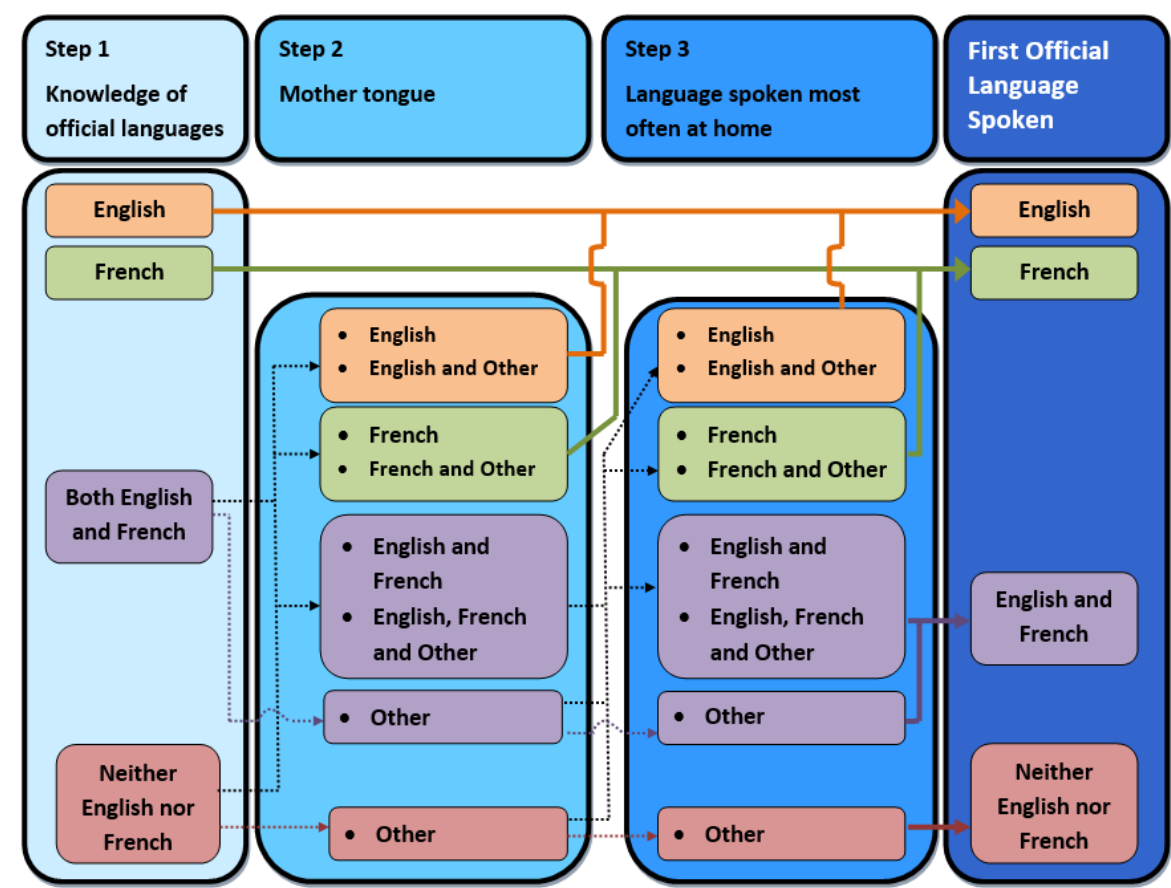 Step 1
Knowledge of
official languages
Step 2
Mother tongue
Step 3
Language spoken most
often at home
First Official
Language
Spoken
English
French
Both English
and French
Neither
English nor
French
• English
• English and Other
• French
• French and Other
• English and
French
• English, French
and Other
• Other
• Other
• English
• English and Other
• French
• French and Other
• English and
French
• English, French
and Other
• Other
• Other
English
French
English and
French
Neither
English nor
French